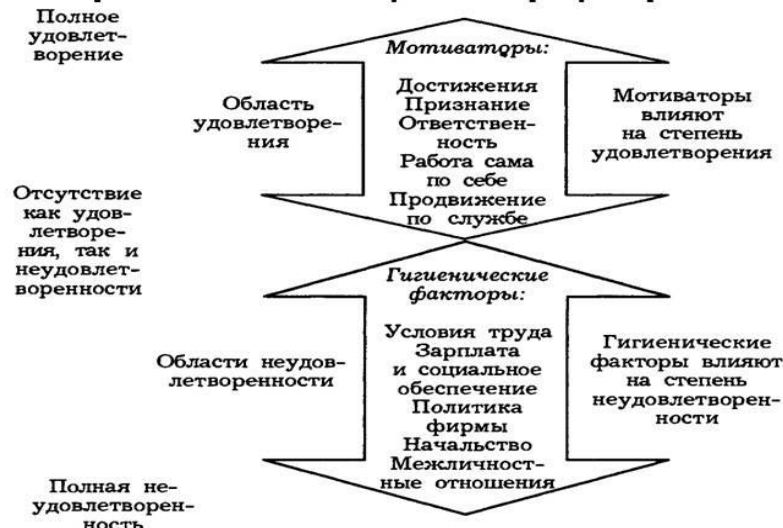 Полное
удовлет-
ворение
Мотиваторы:
Достижения
Признание
Ответствен-
ность
Работа сама
по себе
Продвижение
по службе
Область
удовлетворе-
ния
Мотиваторы
влияют
на степень
удовлетворения
Отсутствие
как удов-
летворе-
ния, так и
неудовлет-
воренности
Гигиенические
факторы:
Условия труда
Зарплата
и социальное
обеспечение
Политика
фирмы
Начальство
Межличност-
ные отношения
Области неудов-
летворенности
Гигиенические
факторы влияют
на степень
неудовлетворен-
ности
Полная не-
удовлетворен-
ность